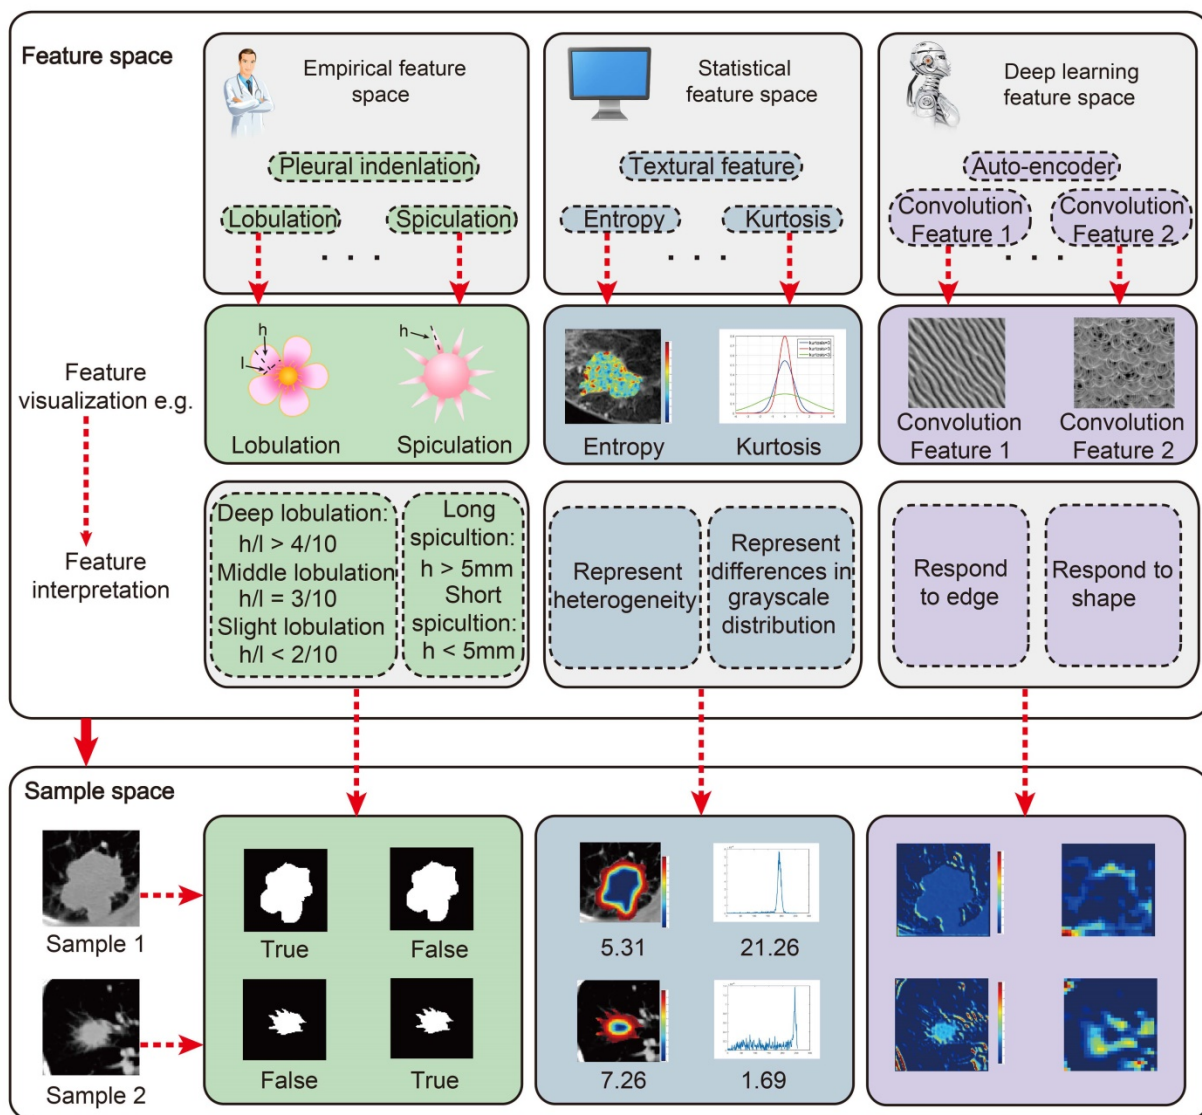 Feature space
Empirical feature
space
Pleural indenlation
Lobulation
Spiculation
. . .
Statistical
feature space
Textural feature
Entropy
Kurtosis
. . .
Deep learning
feature space
Auto-encoder
Convolution
Feature 1
Convolution
Feature 2
. . .
Feature
visualization e.g.
h
l
Lobulation
h
Spiculation
Entropy
Kurtosis
Convolution
Feature 1
Convolution
Feature 2
Feature
interpretation
Deep lobulation:
h/l > 4/10
Middle lobulation
h/l = 3/10
Slight lobulation
h/l < 2/10
Long
spicultion:
h > 5mm
Short
spicultion:
h < 5mm
Represent
heterogeneity
Represent
differences in
grayscale
distribution
Respond
to edge
Respond to
shape
Sample space
Sample 1
True
False
5.31
21.26
Sample 2
False
True
7.26
1.69